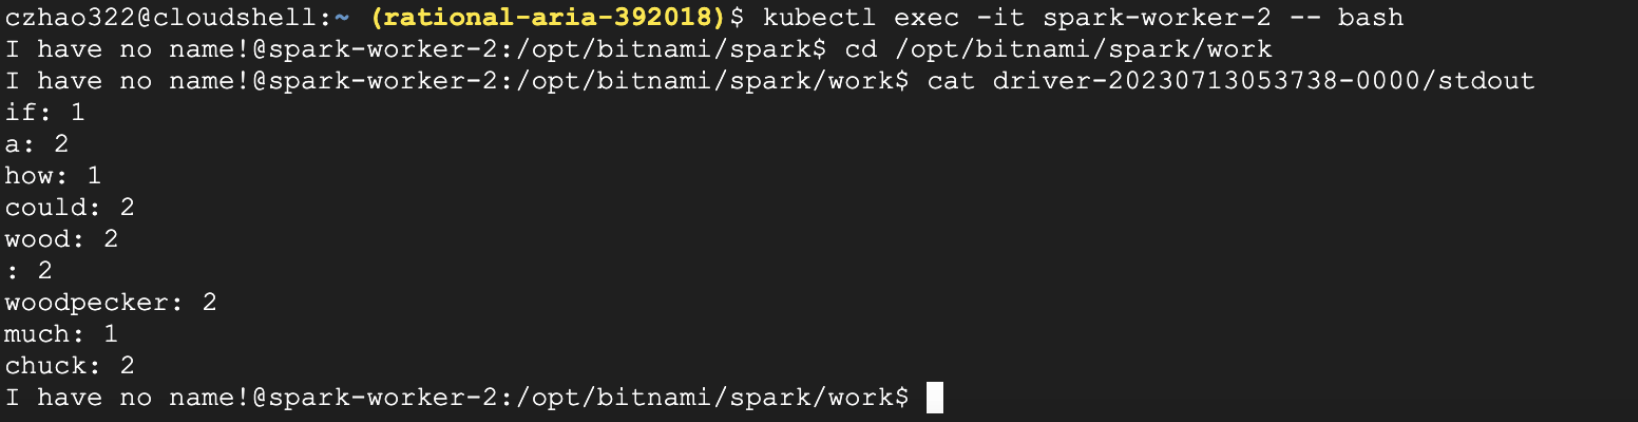 czhao322@cloudshell:~ (rational-aria-392018)$ kubectl exec -it spark-worker-2 -- bash
I have no name!@spark-worker-2:/opt/bitnami/spark$ cd /opt/bitnami/spark/work
I have no name!@spark-worker-2:/opt/bitnami/spark/work$ cat driver-20230713053738-0000/stdout
if: 1
a: 2
how: 1
could: 2
wood: 2
: 2
woodpecker: 2
much: 1
chuck: 2
I have no name!@spark-worker-2:/opt/bitnami/spark/work$